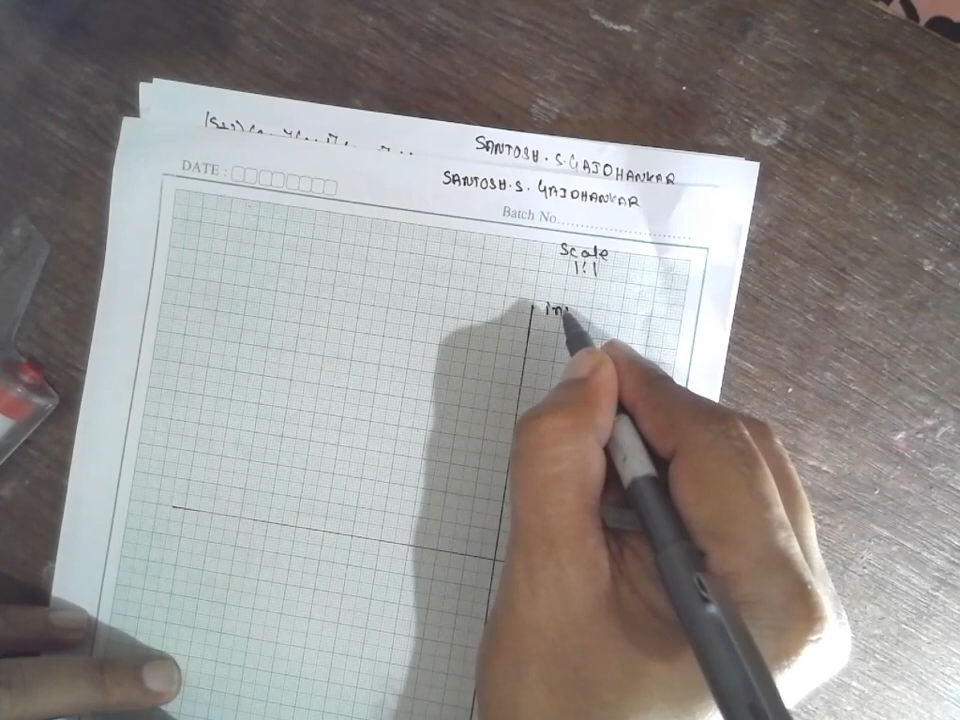 SANTOSH.S.GAJDHANKAR
SANTOSH.S. GAJDHANKAR
DATE :
Batch No.
Scale
1:1